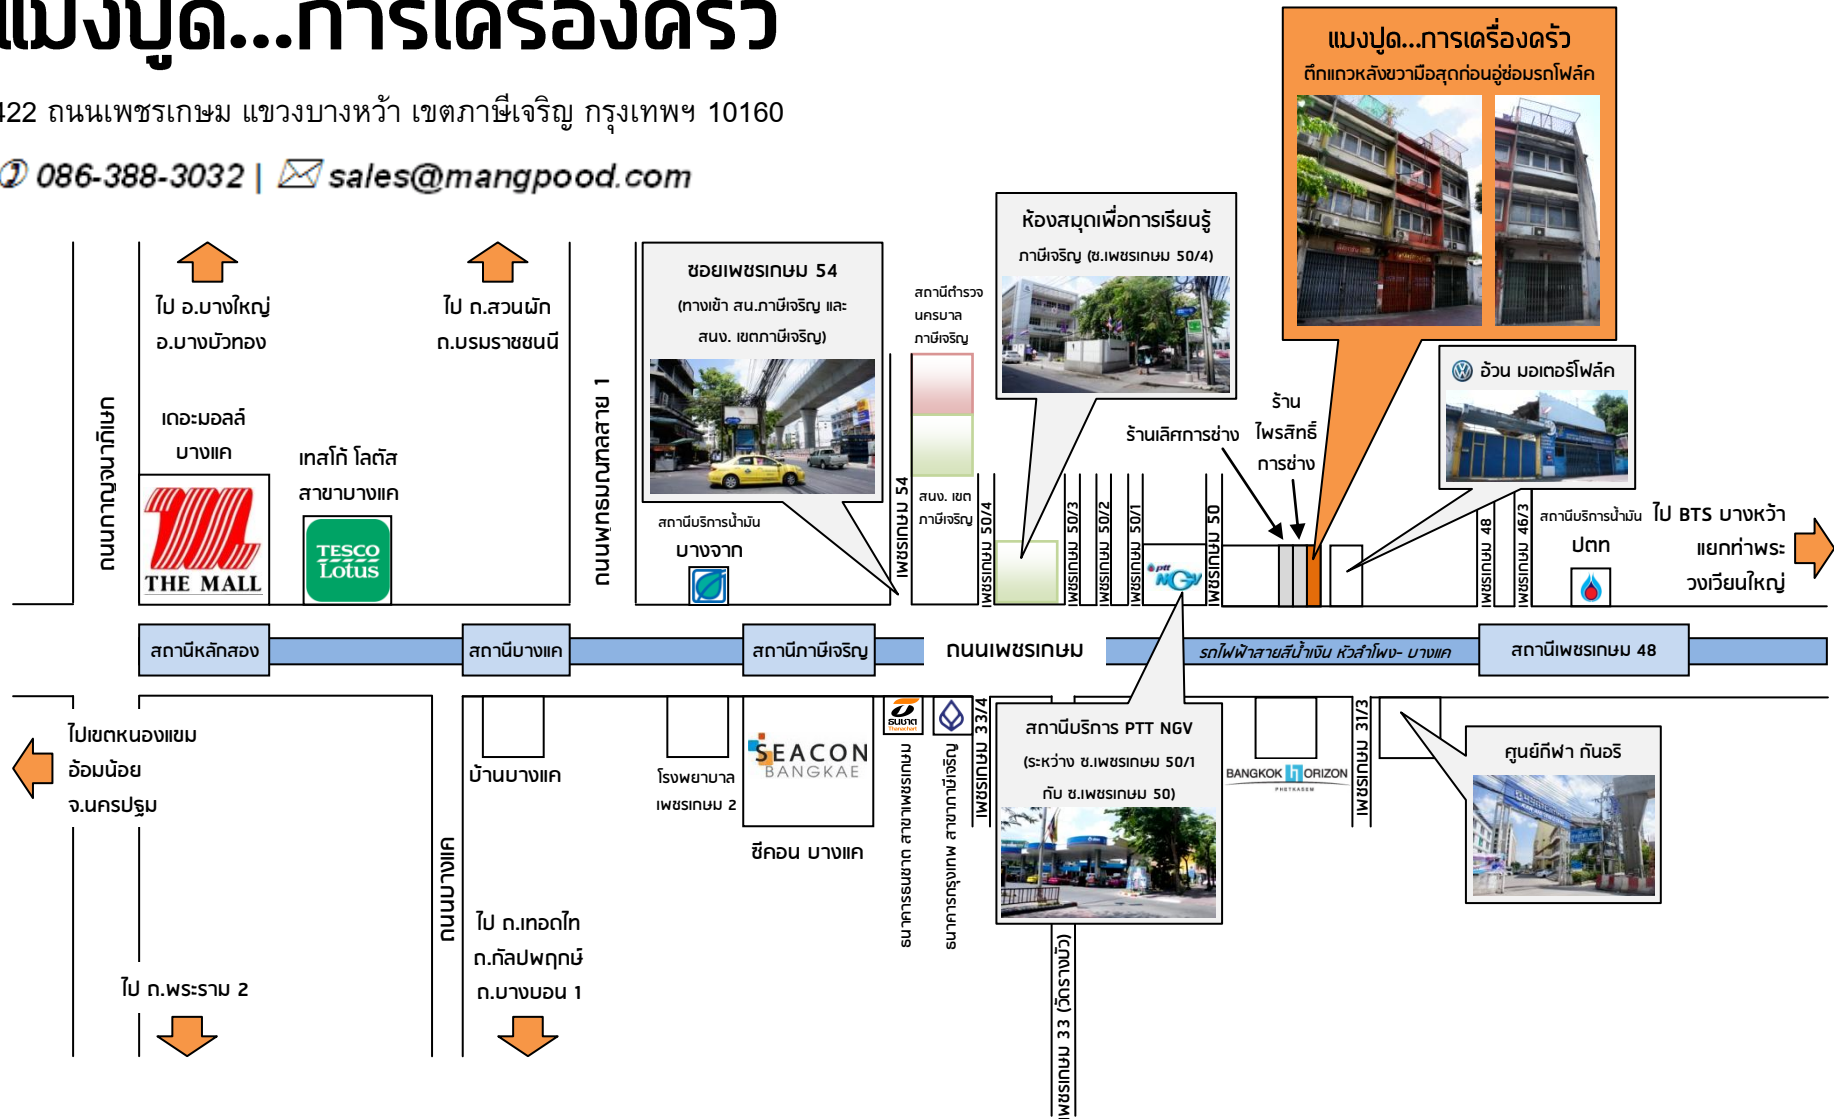 แมงปูด...การเครื่องครัว
422 ถนนเพชรเกษม แขวงบางหว้า เขตภาษีเจริญ กรุงเทพฯ 10160
086-388-3032 | sales@mangpood.com
แมงปูด...การเครื่องครัว
ตึกแถวหลังขวามือสุดก่อนอู่ซ่อมรถโฟล์ค
ห้องสมุดเพื่อการเรียนรู้
ภาษีเจริญ (ซ.เพชรเกษม 50/4)
ซอยเพชรเกษม 54
(ทางเข้า สน.ภาษีเจริญ และ
สนง. เขตภาษีเจริญ)
สถานีตำรวจ
นครบาล
ภาษีเจริญ
ไป อ.บางใหญ่
อ.บางบัวทอง
ไป ถ.สวนผัก
ถ.บรมราชชนนี
อ้วน มอเตอร์โฟล์ค
ร้าน
ไพรสิทธิ์
การช่าง
ร้านเลิศการช่าง
ถนนกาญจนาภิเษก
เดอะมอลล์
บางแค
THE MALL
เทสโก้ โลตัส
สาขาบางแค
TESCO
Lotus
ถนนพุทธมณฑลสาย 1
สถานีบริการน้ำมัน
บางจาก
เพชรเกษม 54
สนง. เขต
ภาษีเจริญ
เพชรเกษม 50/4
เพชรเกษม 50/3
เพชรเกษม 50/2
เพชรเกษม 50/1
ptt
NGV
เพชรเกษม 50
เพชรเกษม 48
เพชรเกษม 46/3
สถานีบริการน้ำมัน
ปตท
ไป BTS บางหว้า
แยกท่าพระ
วงเวียนใหญ่
สถานีหลักสอง
สถานีบางแค
สถานีภาษีเจริญ
ถนนเพชรเกษม
รถไฟฟ้าสายสีน้ำเงิน หัวลำโพง- บางแค
สถานีเพชรเกษม 48
ไปเขตหนองแขม
อ้อมน้อย
จ.นครปฐม
ถนนบางแค
บ้านบางแค
โรงพยาบาล
เพชรเกษม 2
SEACON
BANGKAE
ซีคอน บางแค
ธนชาต
Thanachart
ธนาคารธนชาต สาขาเพชรเกษม
ธนาคารกรุงเทพ สาขาบางไผ่
เพชรเกษม 33/4
สถานีบริการ PTT NGV
(ระหว่าง ซ.เพชรเกษม 50/1
กับ ซ.เพชรเกษม 50)
เพชรเกษม 33 (วัดรางบัว)
BANGKOK HORIZON
PHETKASEM
เพชรเกษม 31/3
ศูนย์กีฬา กันอริ
ไป ถ.พระราม 2
ไป ถ.เทอดไท
ถ.กัลปพฤกษ์
ถ.บางบอน 1